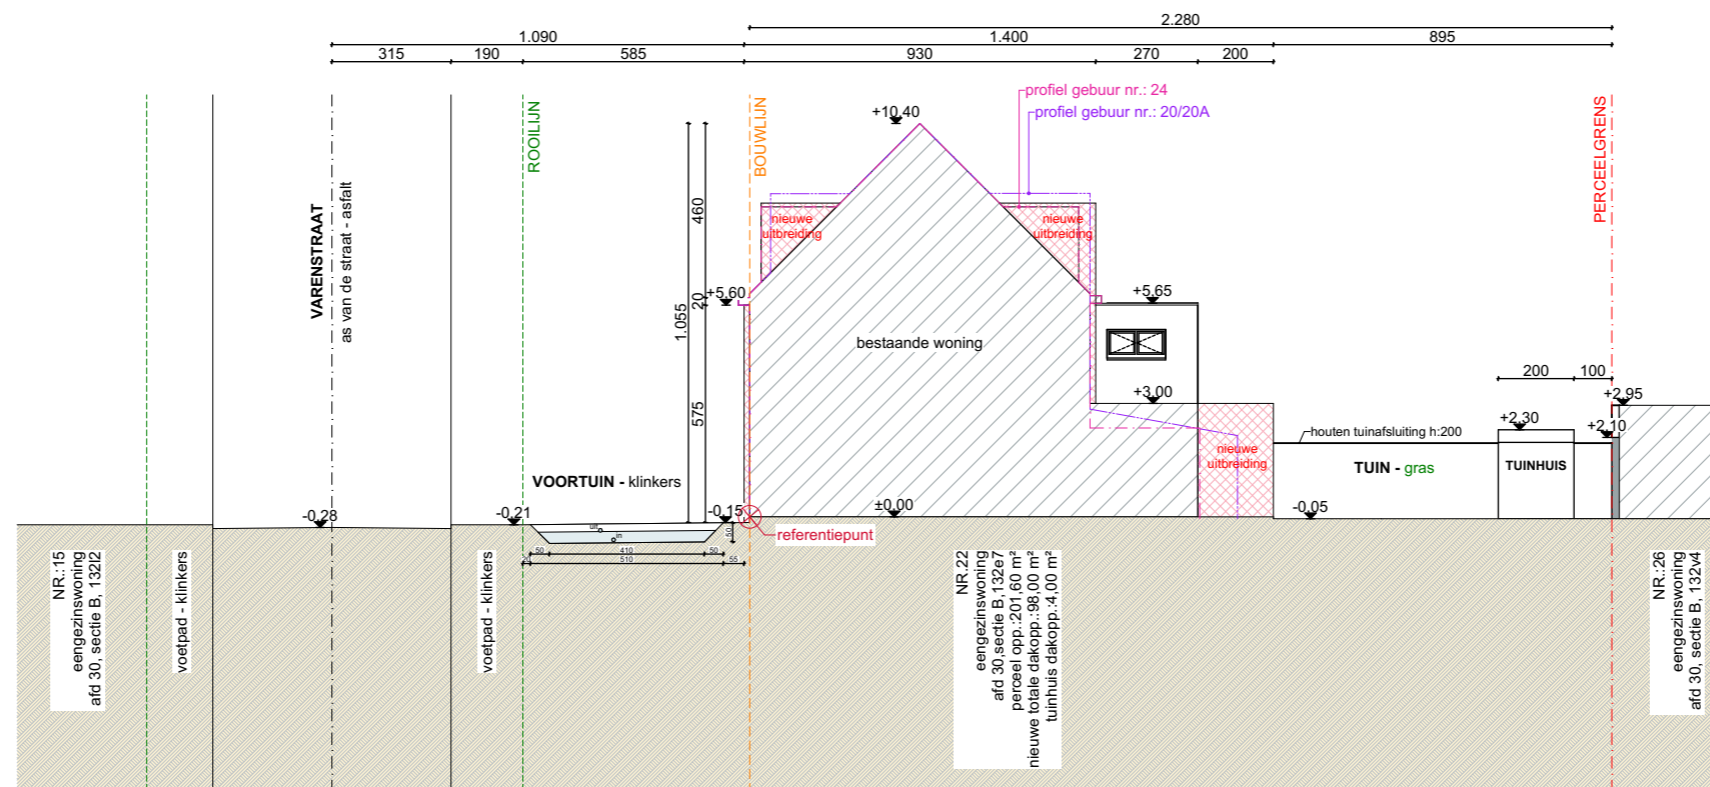 2.280
1.090
1.400
895
315
190
585
930
270
200
ROOILIJN
BOUWLIJN
PERCEELGRENS
profiel gebuur nr.: 24
profiel gebuur nr.: 20/20A
+10,40
VARENSTRAAT
as van de straat - asfalt
nieuwe
uitbreiding
nieuwe
uitbreiding
460
20
575
1.055
+5,60
+5,65
bestaande woning
+3,00
200
100
+2,95
+2,30
+2,10
houten tuinafsluiting h:200
nieuwe
uitbreiding
TUIN - gras
TUINHUIS
VOORTUIN - klinkers
-0,28
-0,21
-0,15
±0,00
-0,05
referentiepunt
uit
in
50
50
410
50
510
55
NR.:15
eengezinswoning
afd 30, sectie B, 132l2
voetpad - klinkers
voetpad - klinkers
NR.22
eengezinswoning
afd 30,sectie B,132e7
perceel opp.:201,60 m²
nieuwe totale dakopp.:98,00 m²
tuinhuis dakopp.:4,00 m²
NR.:26
eengezinswoning
afd 30, sectie B, 132v4